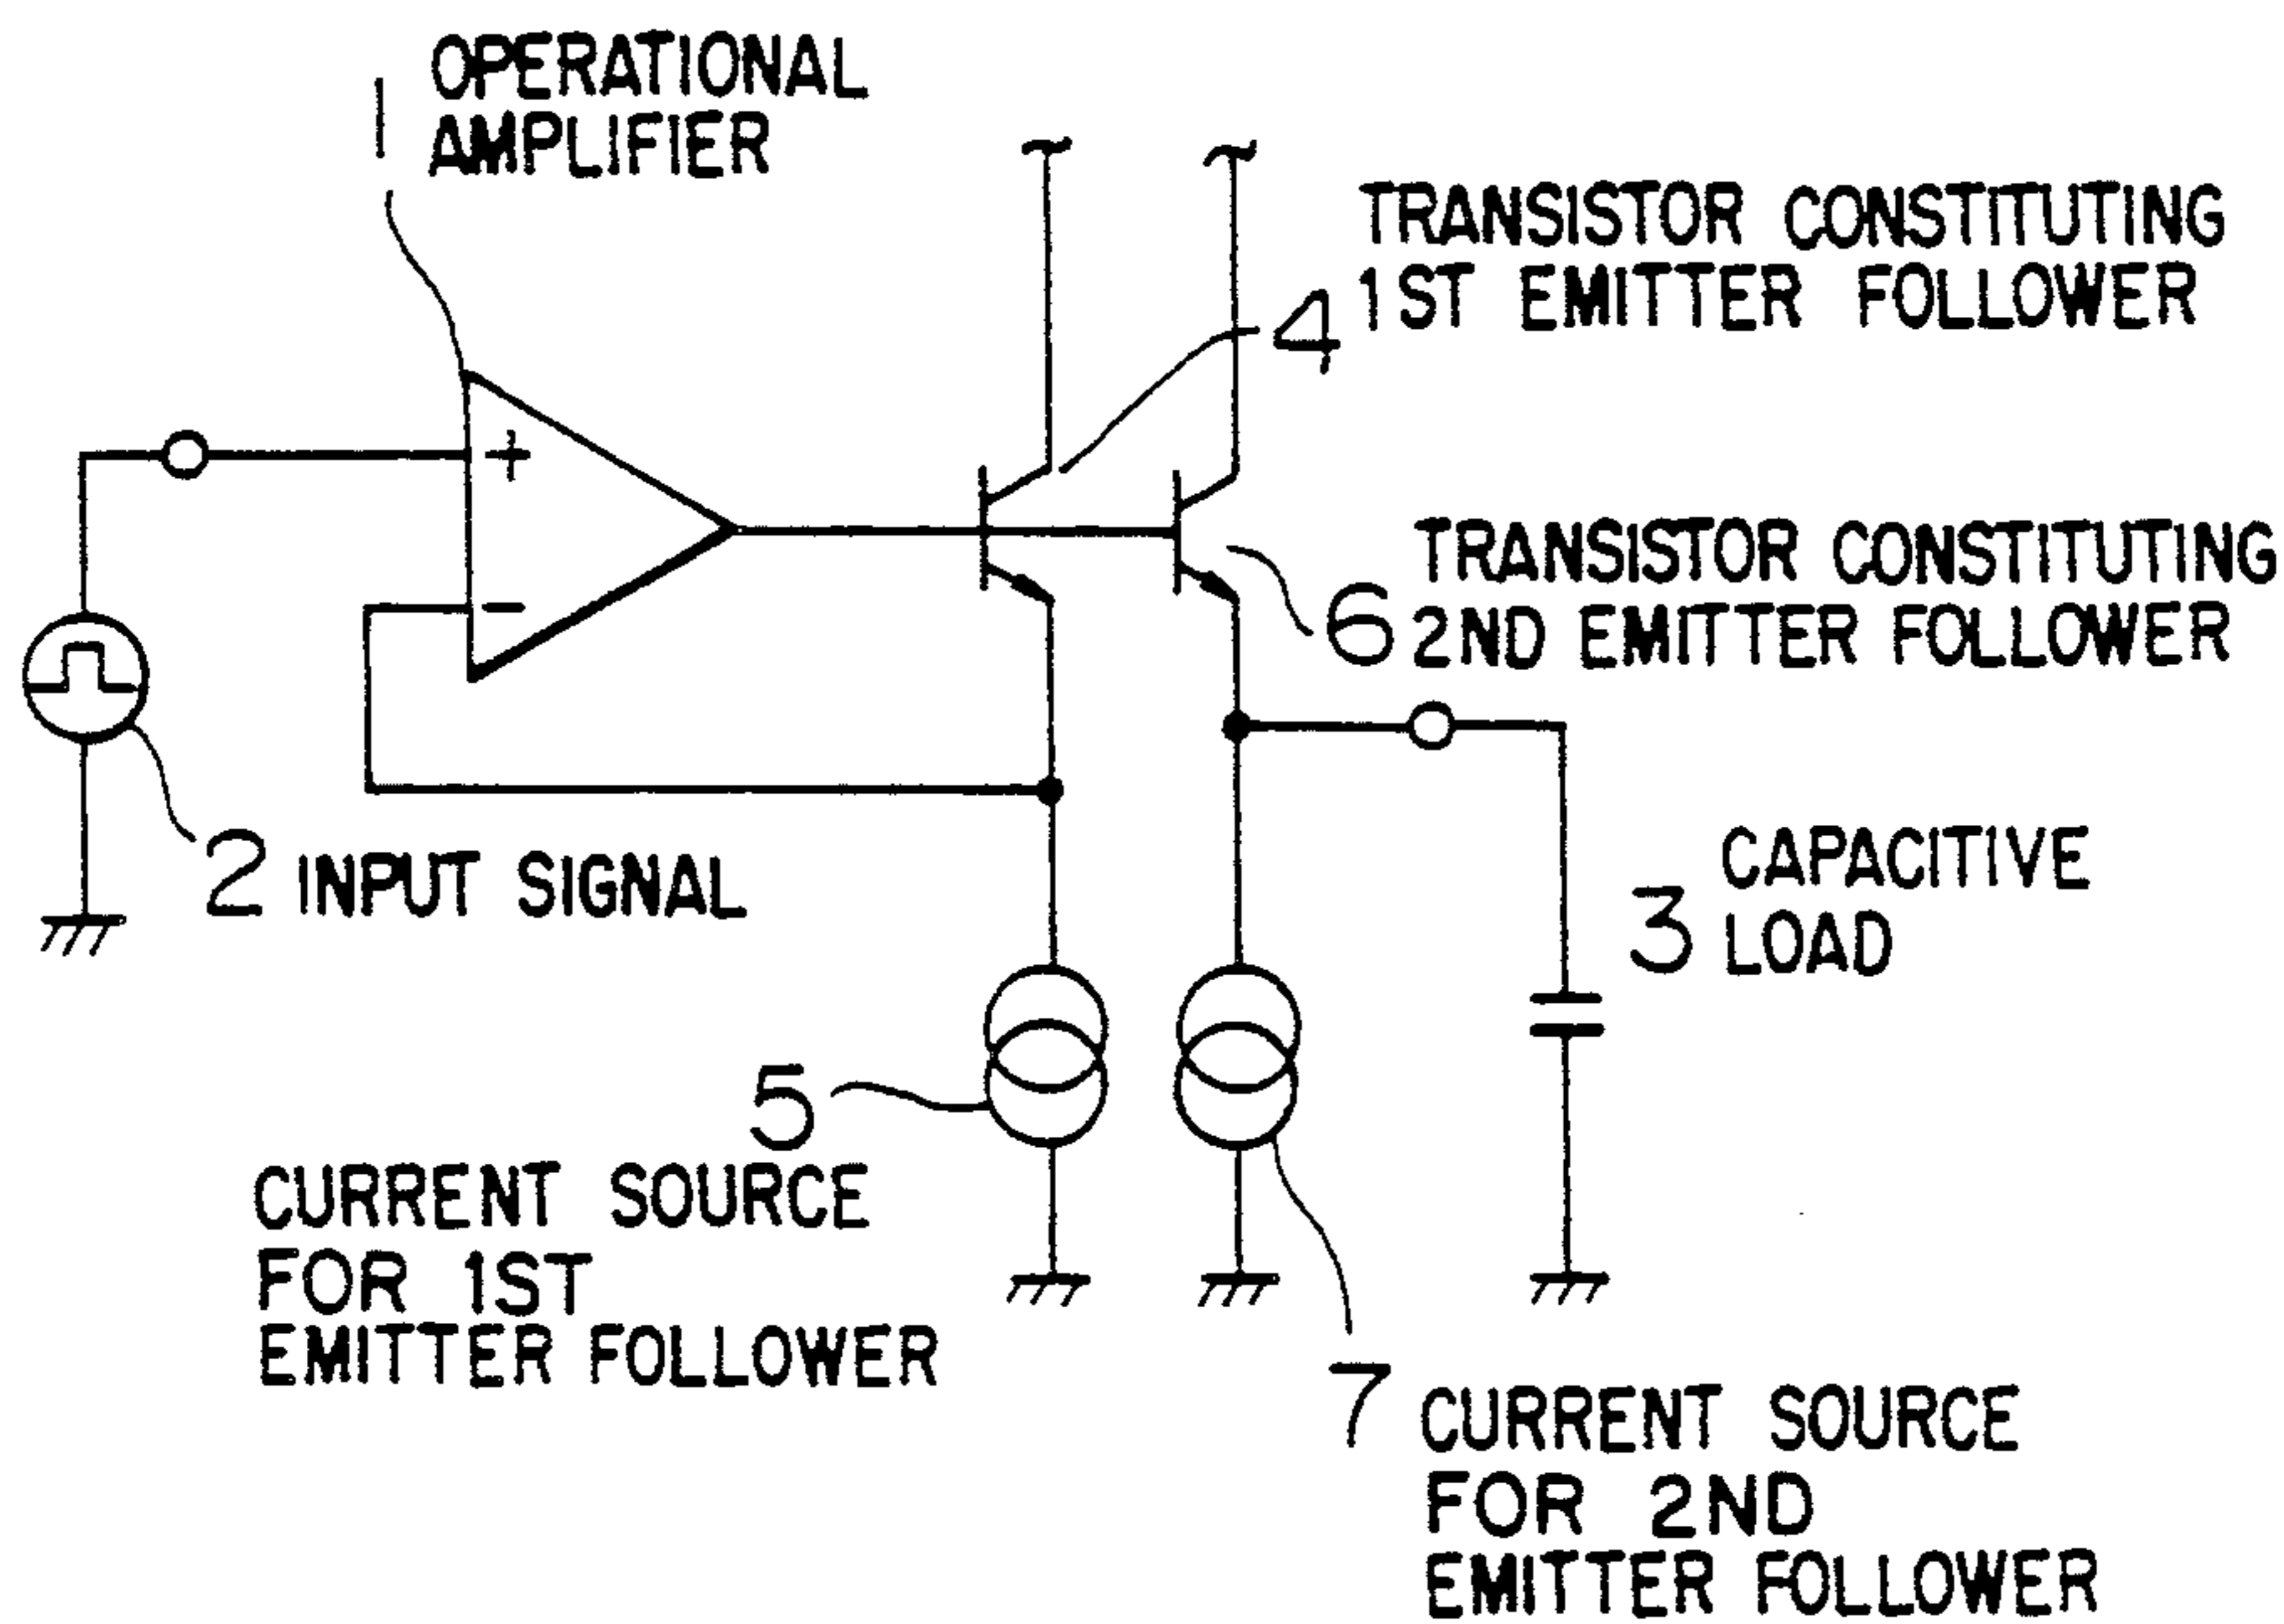 1 OPERATIONAL
AMPLIFIER
TRANSISTOR CONSTITUTING
4 1ST EMITTER FOLLOWER
+
TRANSISTOR CONSTITUTING
6 2ND EMITTER FOLLOWER
-
2 INPUT SIGNAL
CAPACITIVE
3 LOAD
5
CURRENT SOURCE
FOR 1ST
EMITTER FOLLOWER
7 CURRENT SOURCE
FOR 2ND
EMITTER FOLLOWER